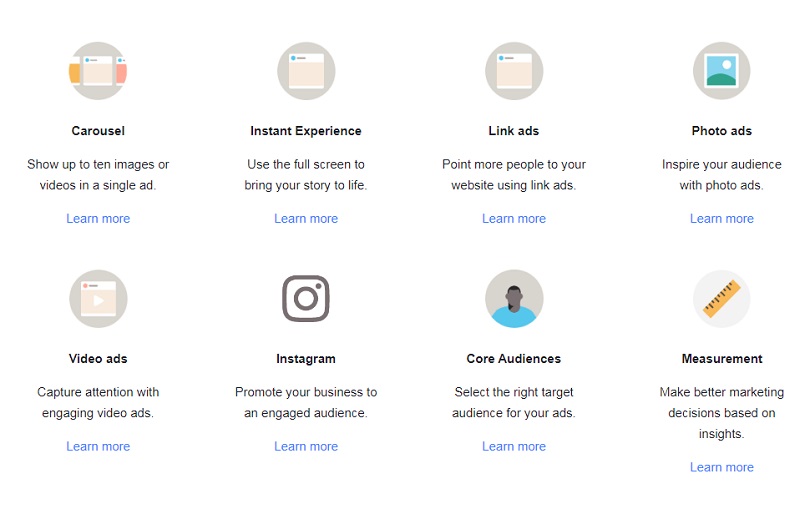 Carousel
Show up to ten images or
videos in a single ad.
Learn more
Instant Experience
Use the full screen to
bring your story to life.
Learn more
Link ads
Point more people to your
website using link ads.
Learn more
Photo ads
Inspire your audience
with photo ads.
Learn more
Video ads
Capture attention with
engaging video ads.
Learn more
Instagram
Promote your business to
an engaged audience.
Learn more
Core Audiences
Select the right target
audience for your ads.
Learn more
Measurement
Make better marketing
decisions based on
insights.
Learn more